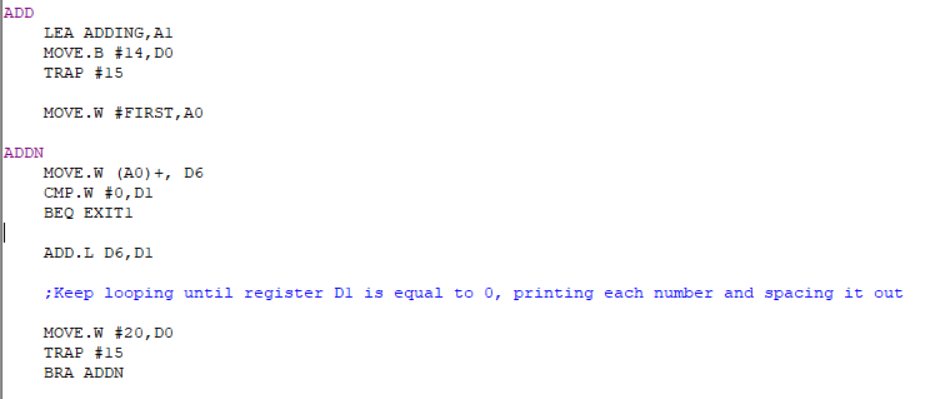 ADD
LEA ADDING,A1
MOVE.B #14,D0
TRAP #15
MOVE.W #FIRST,A0
ADDN
MOVE.W (A0)+, D6
CMP.W #0,D1
BEQ EXIT1
ADD.L D6,D1
;Keep looping until register D1 is equal to 0, printing each number and spacing it out
MOVE.W #20,D0
TRAP #15
BRA ADDN